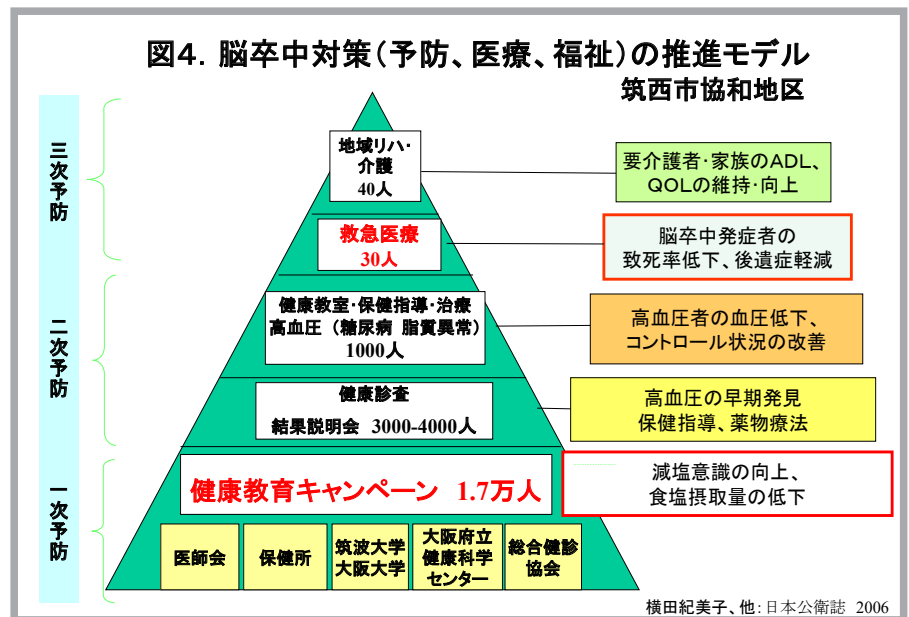 図4. 脳卒中対策(予防、医療、福祉)の推進モデル
筑西市協和地区
三次予防
地域リハ・
介護
40人
要介護者・家族のADL、
QOLの維持・向上
救急医療
30人
脳卒中発症者の
致死率低下、後遺症軽減
二次予防
健康教室・保健指導・治療
高血圧 (糖尿病 脂質異常)
1000人
高血圧者の血圧低下、
コントロール状況の改善
健康診査
結果説明会 3000-4000人
高血圧の早期発見
保健指導、薬物療法
一次予防
健康教育キャンペーン 1.7万人
減塩意識の向上、
食塩摂取量の低下
医師会
保健所
筑波大学
大阪大学
大阪府立
健康科学
センター
総合健診
協会
横田紀美子、他:日本公衛誌 2006